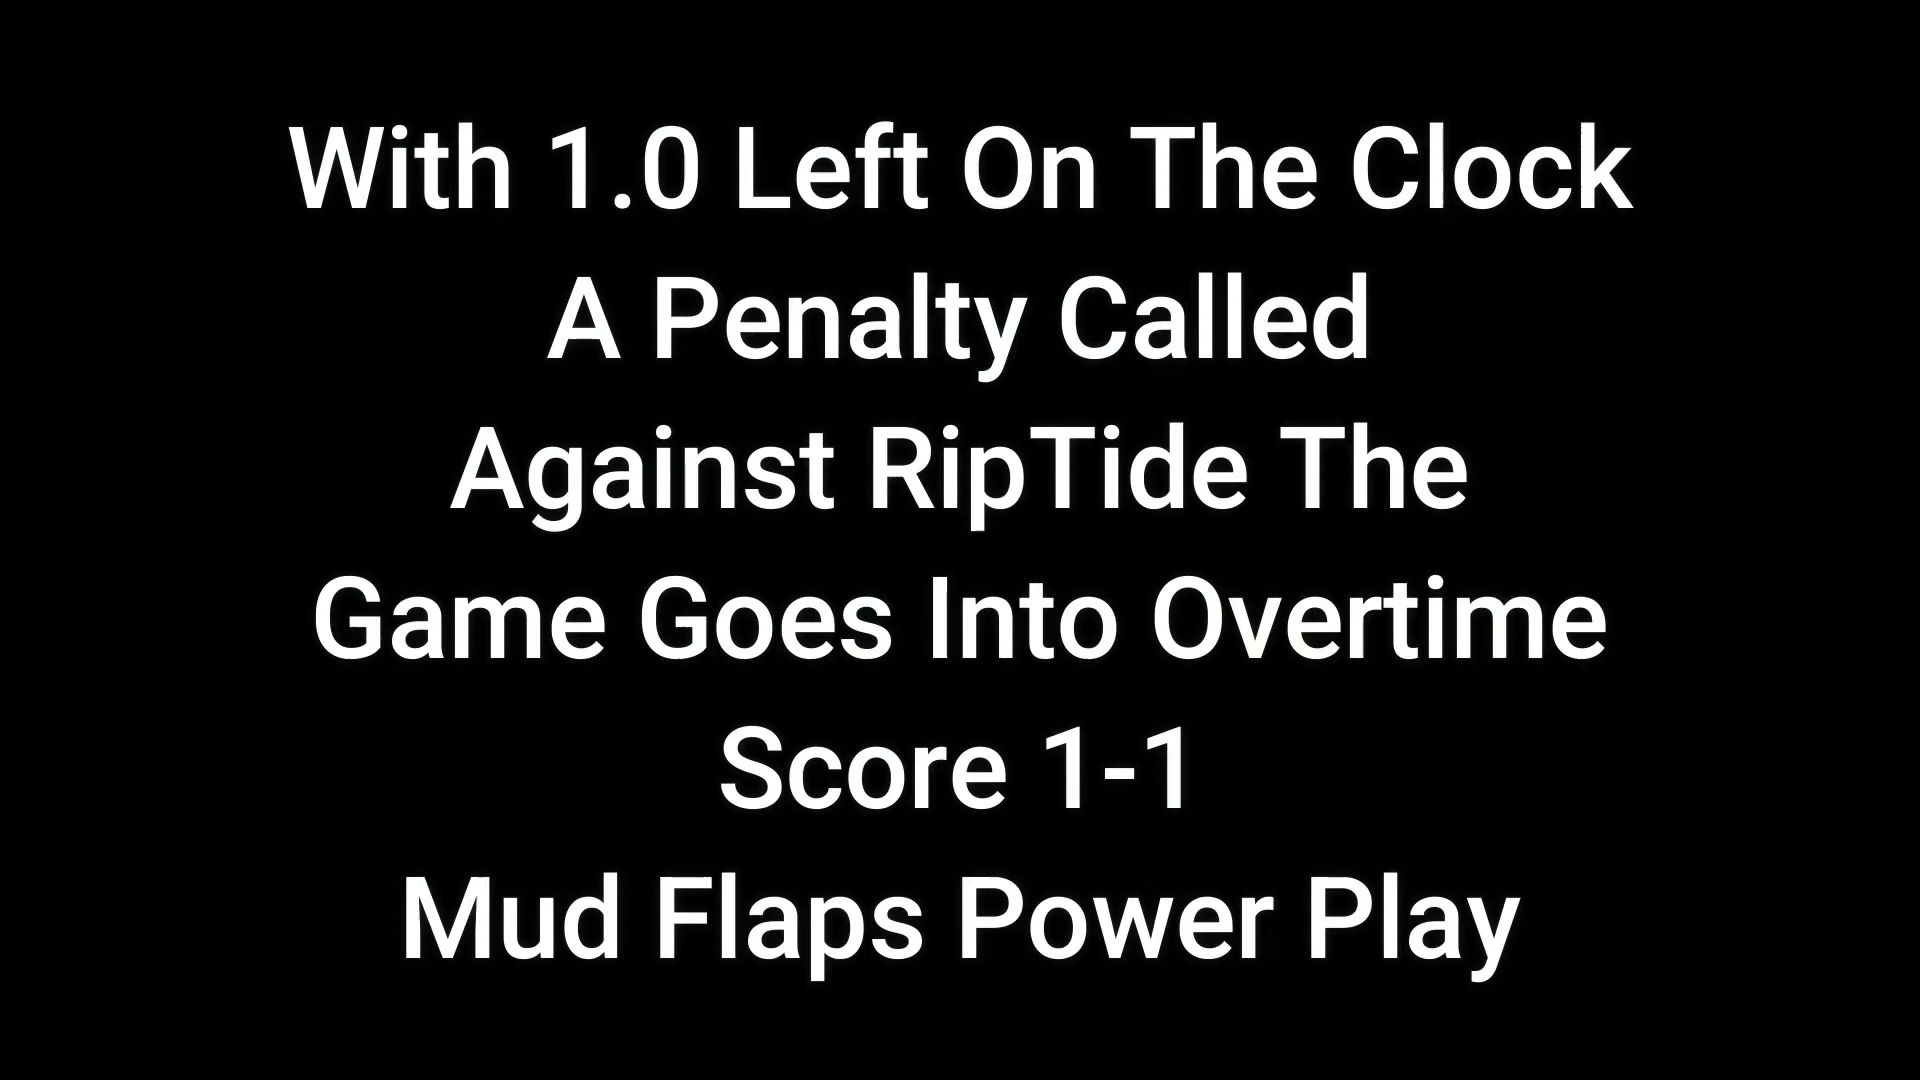 With 1.0 Left On The Clock
A Penalty Called
Against RipTide The
Game Goes Into Overtime
Score 1-1
Mud Flaps Power Play